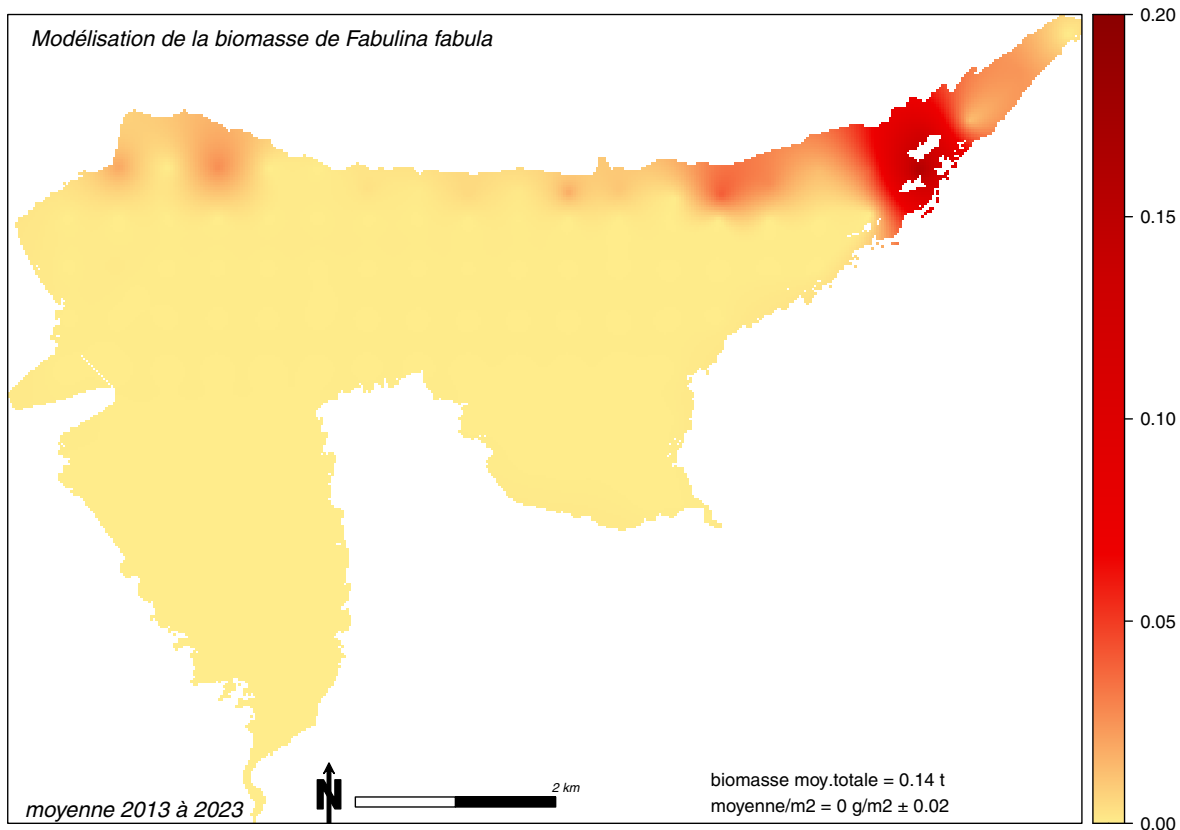 Modélisation de la biomasse de Fabulina fabula
0.20
0.15
0.10
0.05
0.00
N
2 km
biomasse moy.totale = 0.14 t
moyenne/m2 = 0 g/m2 ± 0.02
moyenne 2013 à 2023